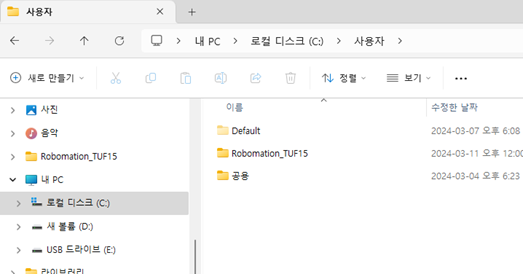 사용자
내 PC
로컬 디스크 (C:)
사용자
새로 만들기
정렬
보기
사진
음악
Robomation_TUF15
내 PC
로컬 디스크 (C:)
새 볼륨 (D:)
USB 드라이브 (E:)
라이브러리
이름
수정한 날짜
Default
2024-03-07 오후 6:08
Robomation_TUF15
2024-03-11 오후 12:00
공용
2024-03-04 오후 6:23